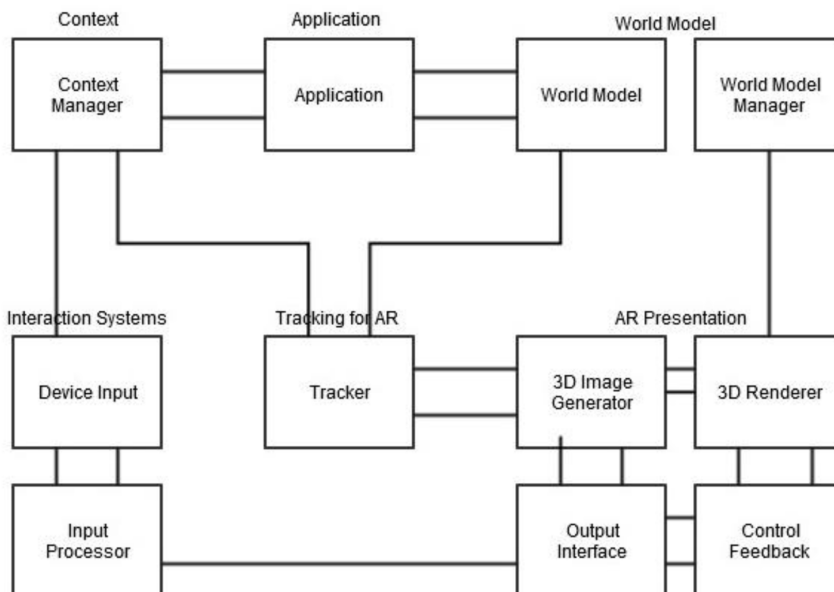 Context
Application
World Model
Context
Manager
Application
World Model
World Model
Manager
Interaction Systems
Tracking for AR
AR Presentation
Device Input
Tracker
3D Image
Generator
3D Renderer
Input
Processor
Output
Interface
Control
Feedback